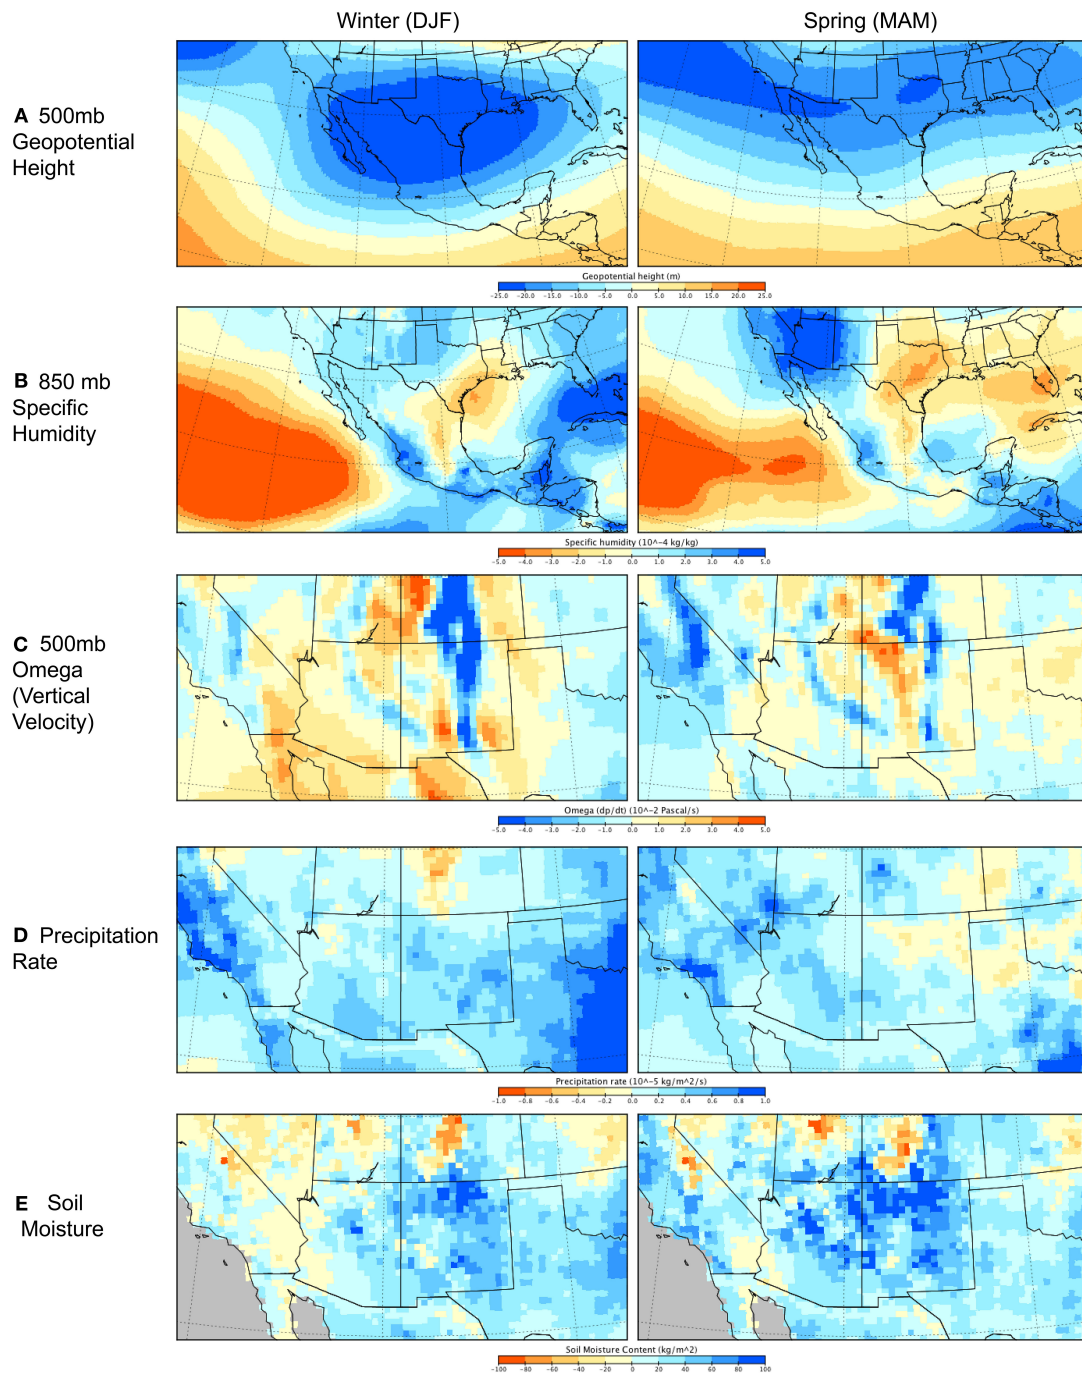 Winter (DJF)
Spring (MAM)
A 500mb
Geopotential
Height
Geopotential height (m)
-25.0 -20.0 -15.0 -10.0 -5.0 0.0 5.0 10.0 15.0 20.0 25.0
B 850 mb
Specific
Humidity
Specific humidity (10^-4 kg/kg)
-5.0 -4.0 -3.0 -2.0 -1.0 0.0 1.0 2.0 3.0 4.0 5.0
C 500mb
Omega
(Vertical
Velocity)
Omega (dp/dt) (10^-2 Pascal/s)
-5.0 -4.0 -3.0 -2.0 -1.0 0.0 1.0 2.0 3.0 4.0 5.0
D Precipitation
Rate
Precipitation rate (10^-5 kg/m^2/s)
-1.0 -0.8 -0.6 -0.4 -0.2 0.0 0.2 0.4 0.6 0.8 1.0
E Soil
Moisture
Soil Moisture Content (kg/m^2)
-100 -80 -60 -40 -20 0 20 40 60 80 100